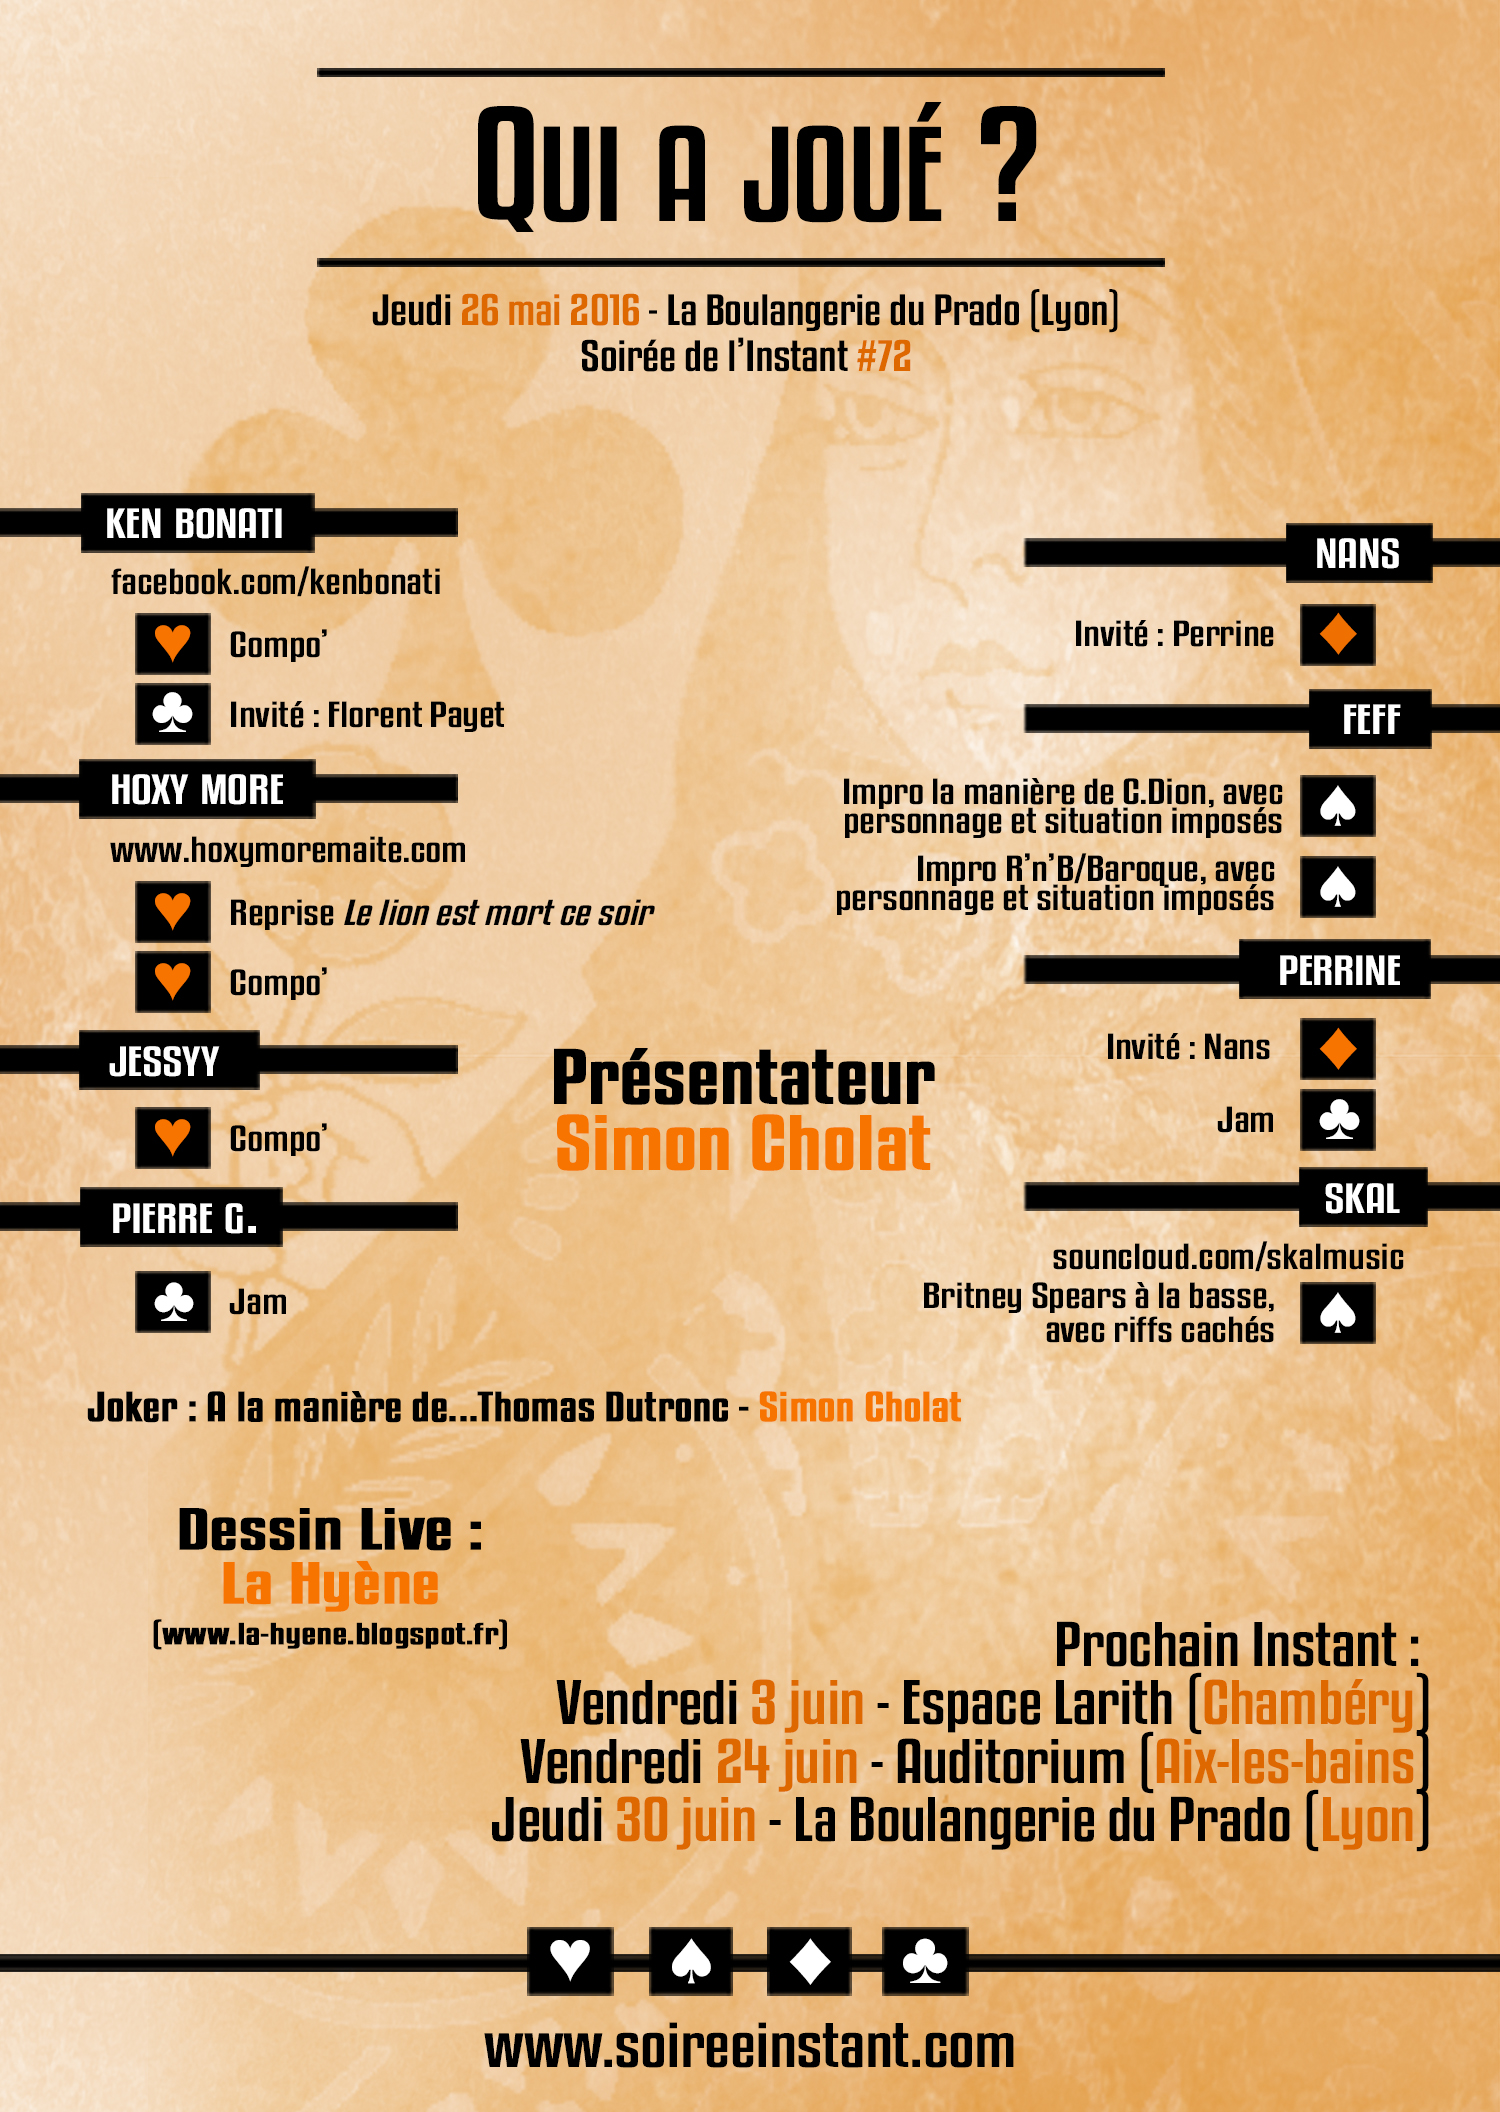 Qui a joué ?
Jeudi 26 mai 2016 - La Boulangerie du Prado (Lyon)
Soirée de l'Instant #72
KEN BONATI
facebook.com/kenbonati
Compo'
Invité : Florent Payet
HOXY MORE
www.hoxymoremaite.com
Reprise Le lion est mort ce soir
Compo'
JESSYY
Compo'
PIERRE G.
Jam
NANS
Invité : Perrine
FEFF
Impro la manière de C.Dion, avec
personnage et situation imposés
Impro R'n'B/Baroque, avec
personnage et situation imposés
PERRINE
Invité : Nans
Jam
SKAL
souncloud.com/skalmusic
Britney Spears à la basse,
avec riffs cachés
Présentateur
Simon Cholat
Joker : A la manière de...Thomas Dutronc - Simon Cholat
Dessin Live :
La Hyène
(www.la-hyene.blogspot.fr)
Prochain Instant :
Vendredi 3 juin - Espace Larith (Chambéry)
Vendredi 24 juin - Auditorium (Aix-les-bains)
Jeudi 30 juin - La Boulangerie du Prado (Lyon)
www.soireeinstant.com